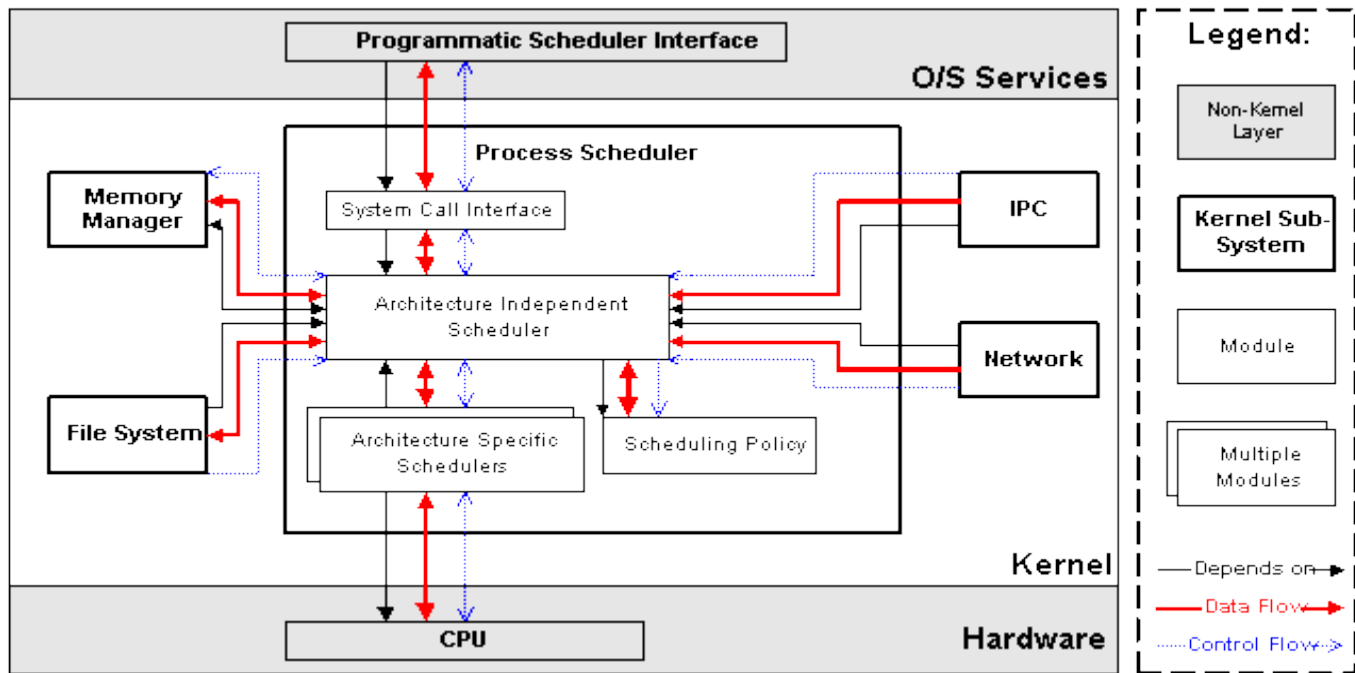 Programmatic Scheduler Interface
O/S Services
Process Scheduler
Memory
Manager
System Call Interface
IPC
Architecture Independent
Scheduler
Network
File System
Architecture Specific
Schedulers
Scheduling Policy
Kernel
CPU
Hardware
Legend:
Non-Kernel
Layer
Kernel Sub-
System
Module
Multiple
Modules
Depends on
Data Flow
Control Flow